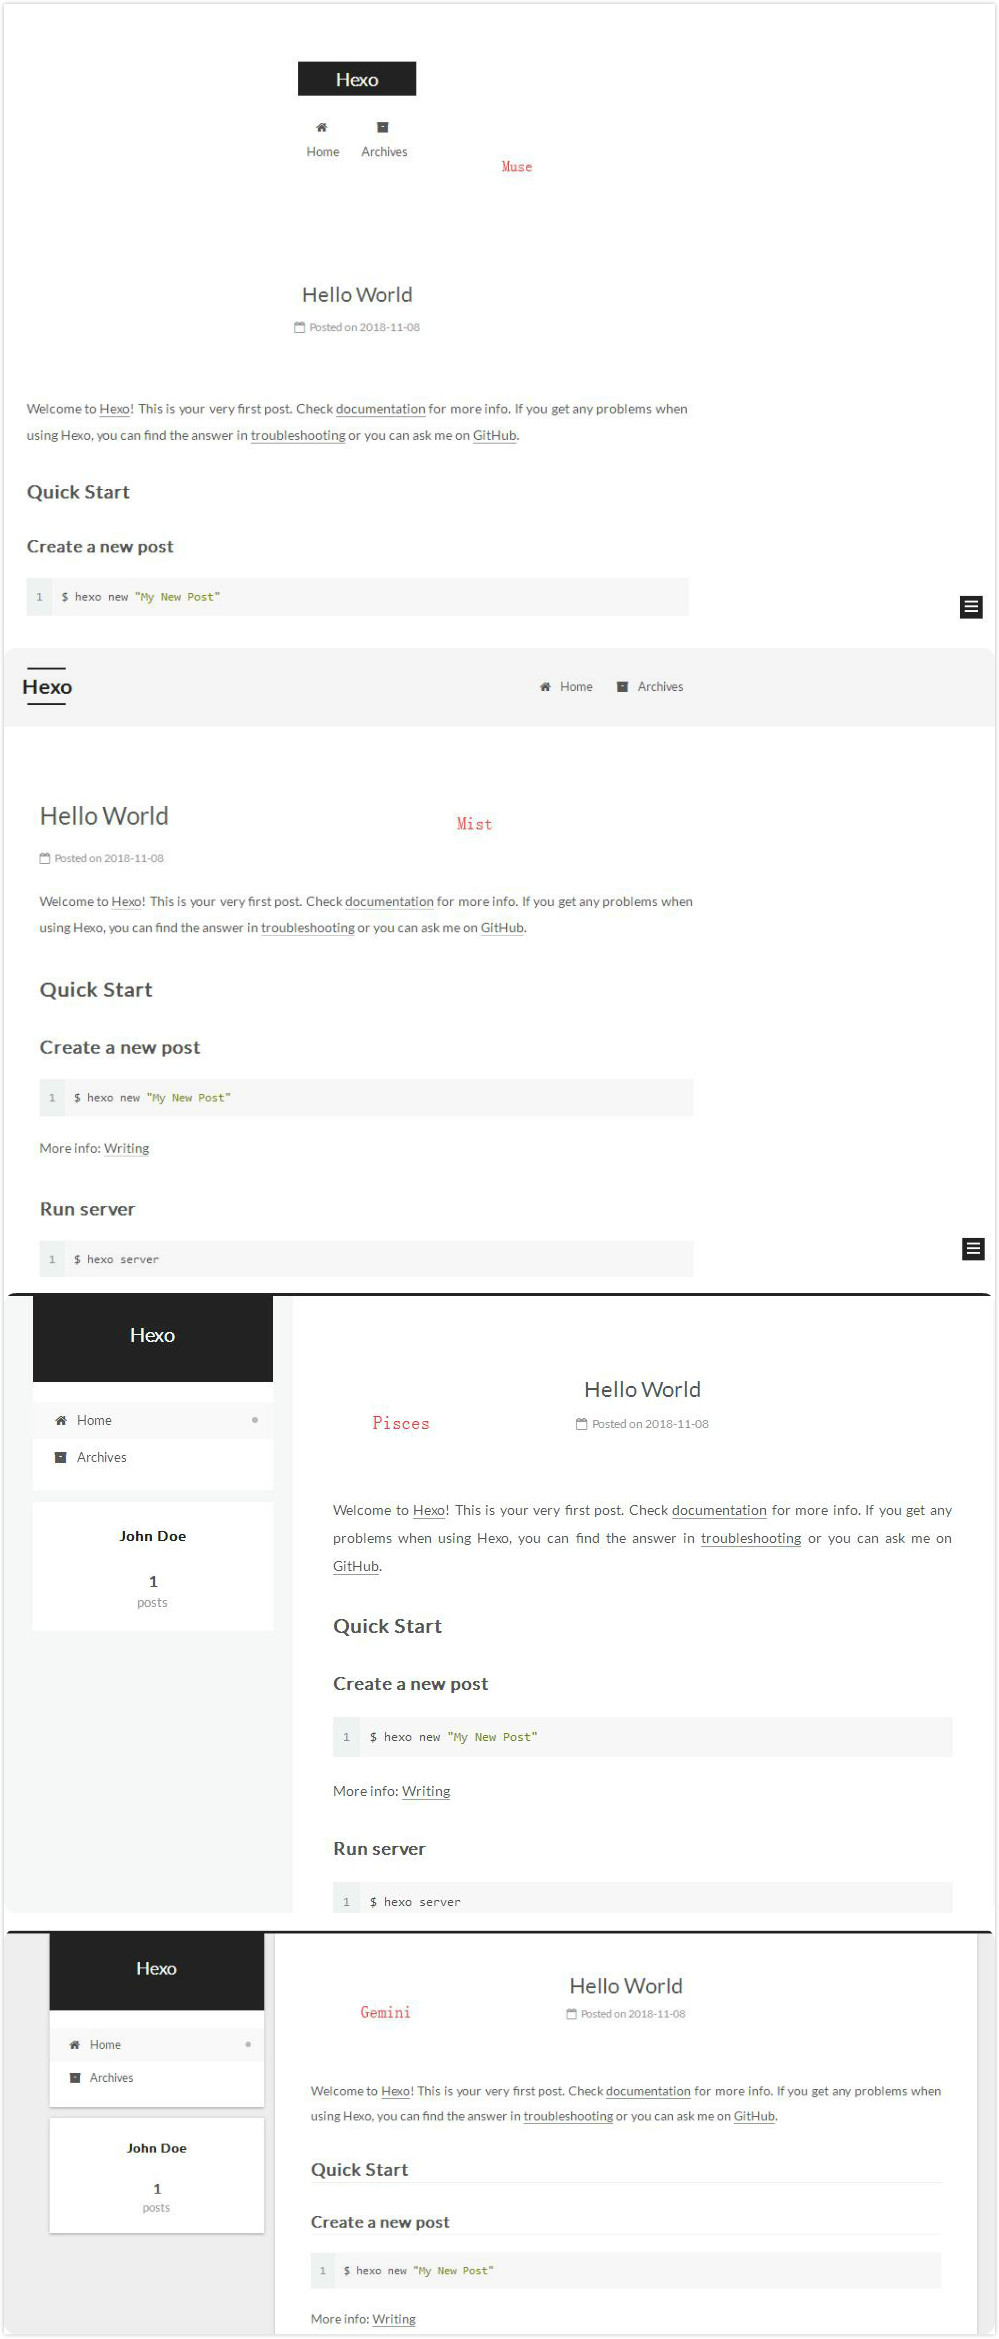 Hexo
Home Archives
Muse
Hello World
Posted on 2018-11-08
Welcome to Hexo! This is your very first post. Check documentation for more info. If you get any problems when
using Hexo, you can find the answer in troubleshooting or you can ask me on GitHub.
Quick Start
Create a new post
1 $ hexo new "My New Post"
Hexo Home Archives
Hello World
Mist
Posted on 2018-11-08
Welcome to Hexo! This is your very first post. Check documentation for more info. If you get any problems when
using Hexo, you can find the answer in troubleshooting or you can ask me on GitHub.
Quick Start
Create a new post
1 $ hexo new "My New Post"
More info: Writing
Run server
1 $ hexo server
Hexo
Home
Archives
John Doe
1
posts
Hello World
Pisces
Posted on 2018-11-08
Welcome to Hexo! This is your very first post. Check documentation for more info. If you get any
problems when using Hexo, you can find the answer in troubleshooting or you can ask me on
GitHub.
Quick Start
Create a new post
1 $ hexo new "My New Post"
More info: Writing
Run server
1 $ hexo server
Hexo
Home
Archives
John Doe
1
posts
Hello World
Gemini
Posted on 2018-11-08
Welcome to Hexo! This is your very first post. Check documentation for more info. If you get any problems when
using Hexo, you can find the answer in troubleshooting or you can ask me on GitHub.
Quick Start
Create a new post
1 $ hexo new "My New Post"
More info: Writing